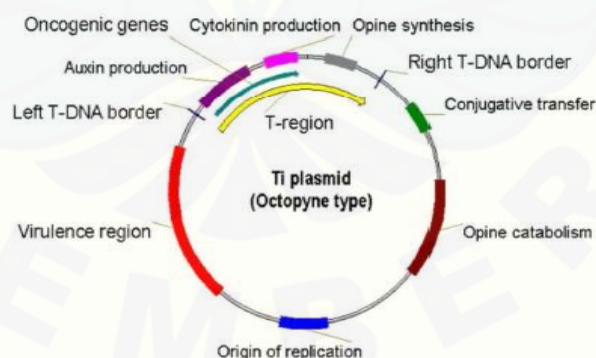 Oncogenic genes
Cytokinin production
Opine synthesis
Auxin production
Right T-DNA border
Left T-DNA border
Conjugative transfer
T-region
Ti plasmid
(Octopyne type)
Virulence region
Opine catabolism
Origin of replication